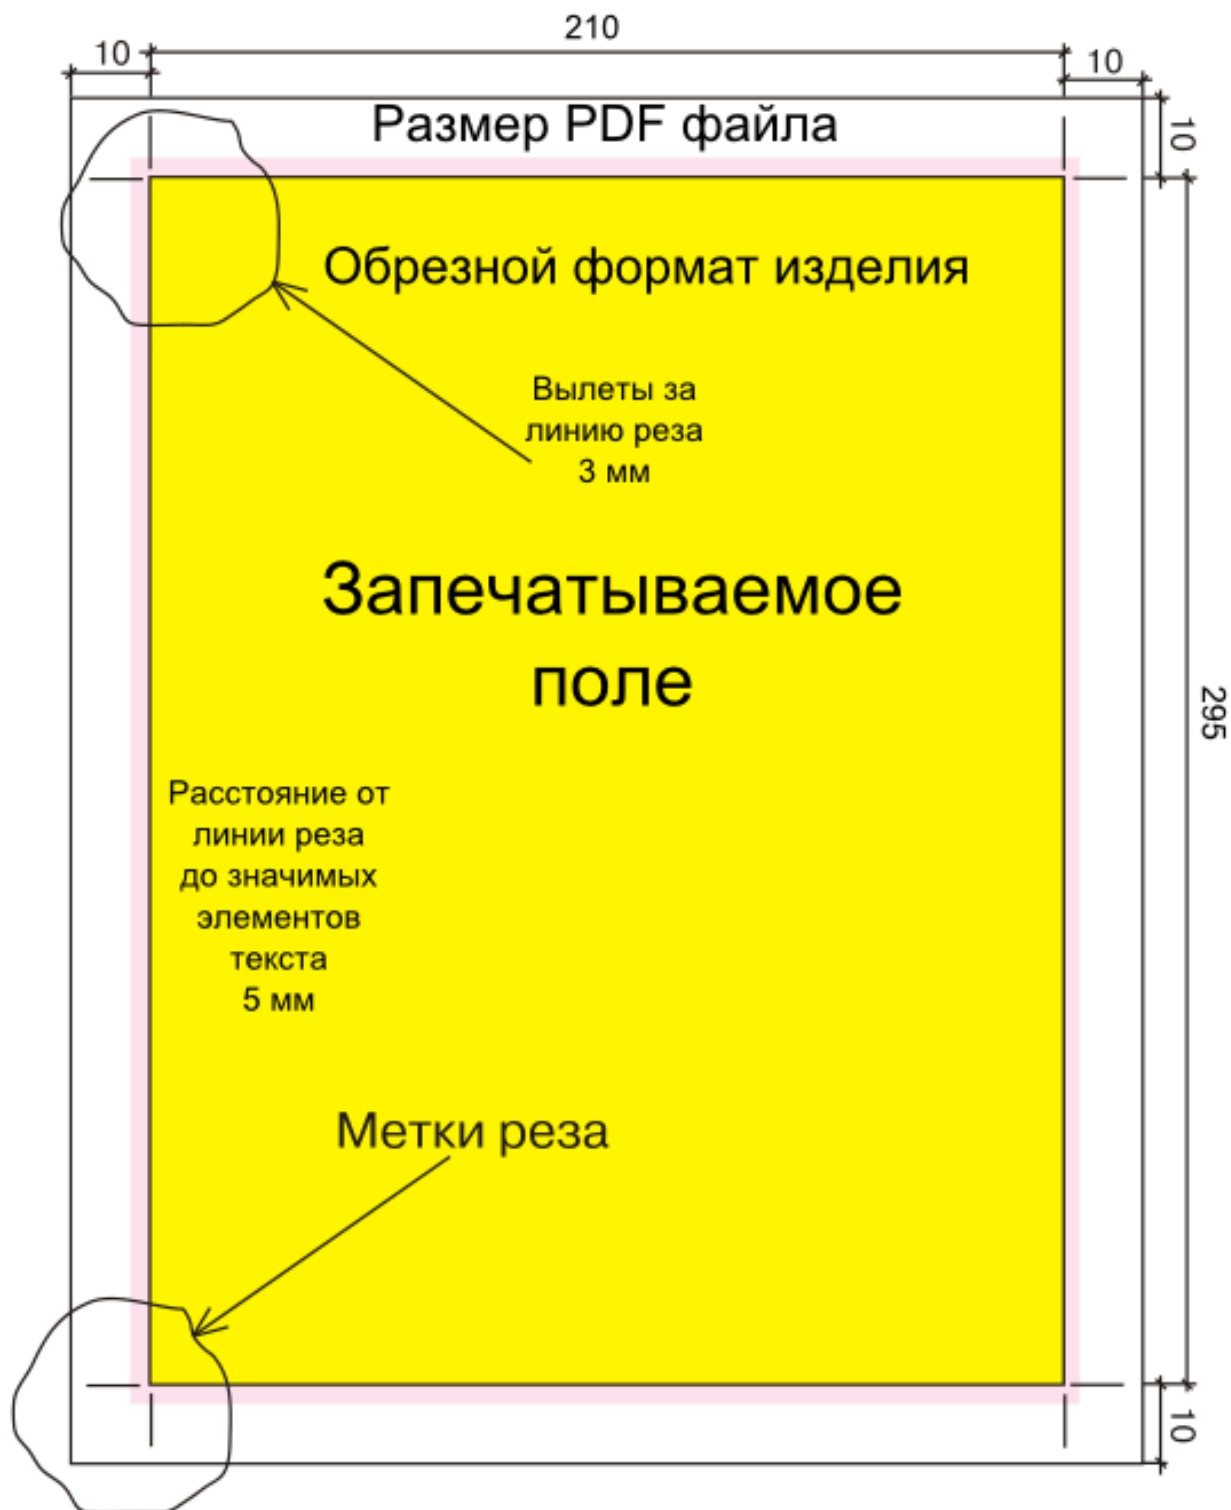 210
10
10
Размер PDF файла
10
Обрезной формат изделия
Вылеты за
линию реза
3 мм
Запечатываемое
поле
295
Расстояние от
линии реза
до значимых
элементов
текста
5 мм
Метки реза
10